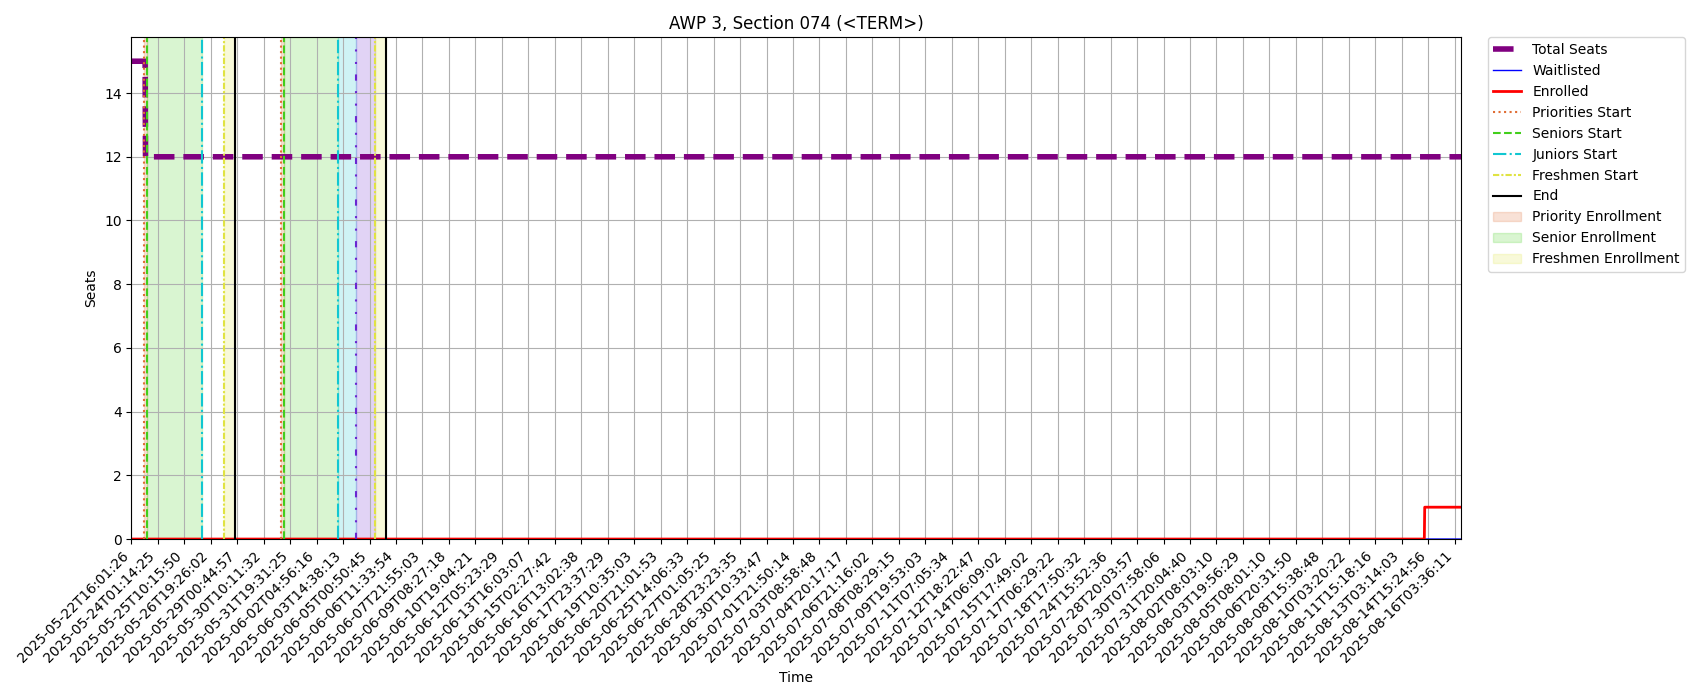 AWP 3, Section 074 (<TERM>)
Total Seats
Waitlisted
Enrolled
Priorities Start
Seniors Start
Juniors Start
Freshmen Start
End
Priority Enrollment
Senior Enrollment
Freshmen Enrollment
Seats
14
12
10
8
6
4
2
0
2025-05-22T16:01:26
2025-05-24T01:14:25
2025-05-25T10:15:50
2025-05-26T19:26:02
2025-05-29T00:44:57
2025-05-30T10:11:32
2025-05-31T19:31:25
2025-06-02T04:56:16
2025-06-03T14:38:13
2025-06-05T00:50:45
2025-06-06T11:33:54
2025-06-07T21:55:03
2025-06-09T08:27:18
2025-06-10T19:04:21
2025-06-12T05:23:29
2025-06-13T16:03:07
2025-06-15T02:27:42
2025-06-16T13:02:38
2025-06-17T23:37:29
2025-06-19T10:35:03
2025-06-20T21:01:53
2025-06-25T14:06:33
2025-06-27T01:05:25
2025-06-28T23:23:35
2025-06-30T10:33:47
2025-07-01T21:50:14
2025-07-03T08:58:48
2025-07-04T20:17:17
2025-07-06T21:16:02
2025-07-08T08:29:15
2025-07-09T19:53:03
2025-07-11T07:05:34
2025-07-12T18:22:47
2025-07-14T06:09:02
2025-07-15T17:49:02
2025-07-17T06:29:22
2025-07-18T17:50:32
2025-07-24T15:52:36
2025-07-28T20:03:57
2025-07-30T07:58:06
2025-07-31T20:04:40
2025-08-02T08:03:10
2025-08-03T19:56:29
2025-08-05T08:01:10
2025-08-06T20:31:50
2025-08-08T15:38:48
2025-08-10T03:20:22
2025-08-11T15:18:16
2025-08-13T03:14:03
2025-08-14T15:24:56
2025-08-16T03:36:11
Time